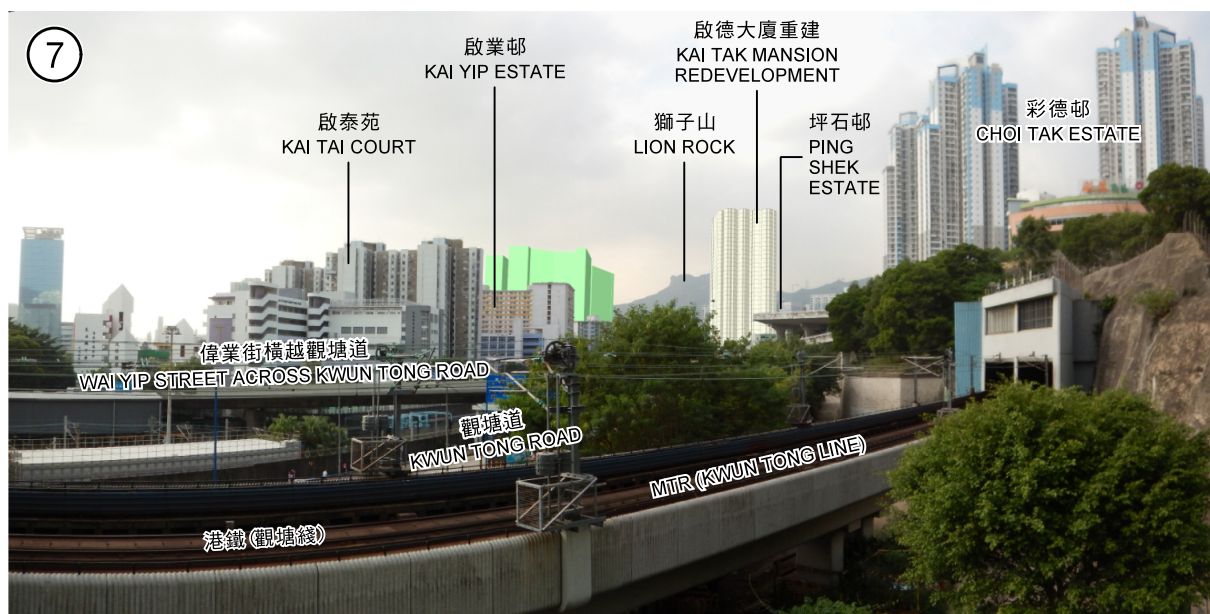 7
啟業邨
KAI YIP ESTATE
啟德大廈重建
KAI TAK MANSION
REDEVELOPMENT
啟泰苑
KAI TAI COURT
獅子山
LION ROCK
坪石邨
PING
SHEK
ESTATE
彩德邨
CHOI TAK ESTATE
偉業街橫越觀塘道
WAI YIP STREET ACROSS KWUN TONG ROAD
觀塘道
KWUN TONG ROAD
MTR (KWUN TONG LINE)
港鐵 (觀塘綫)